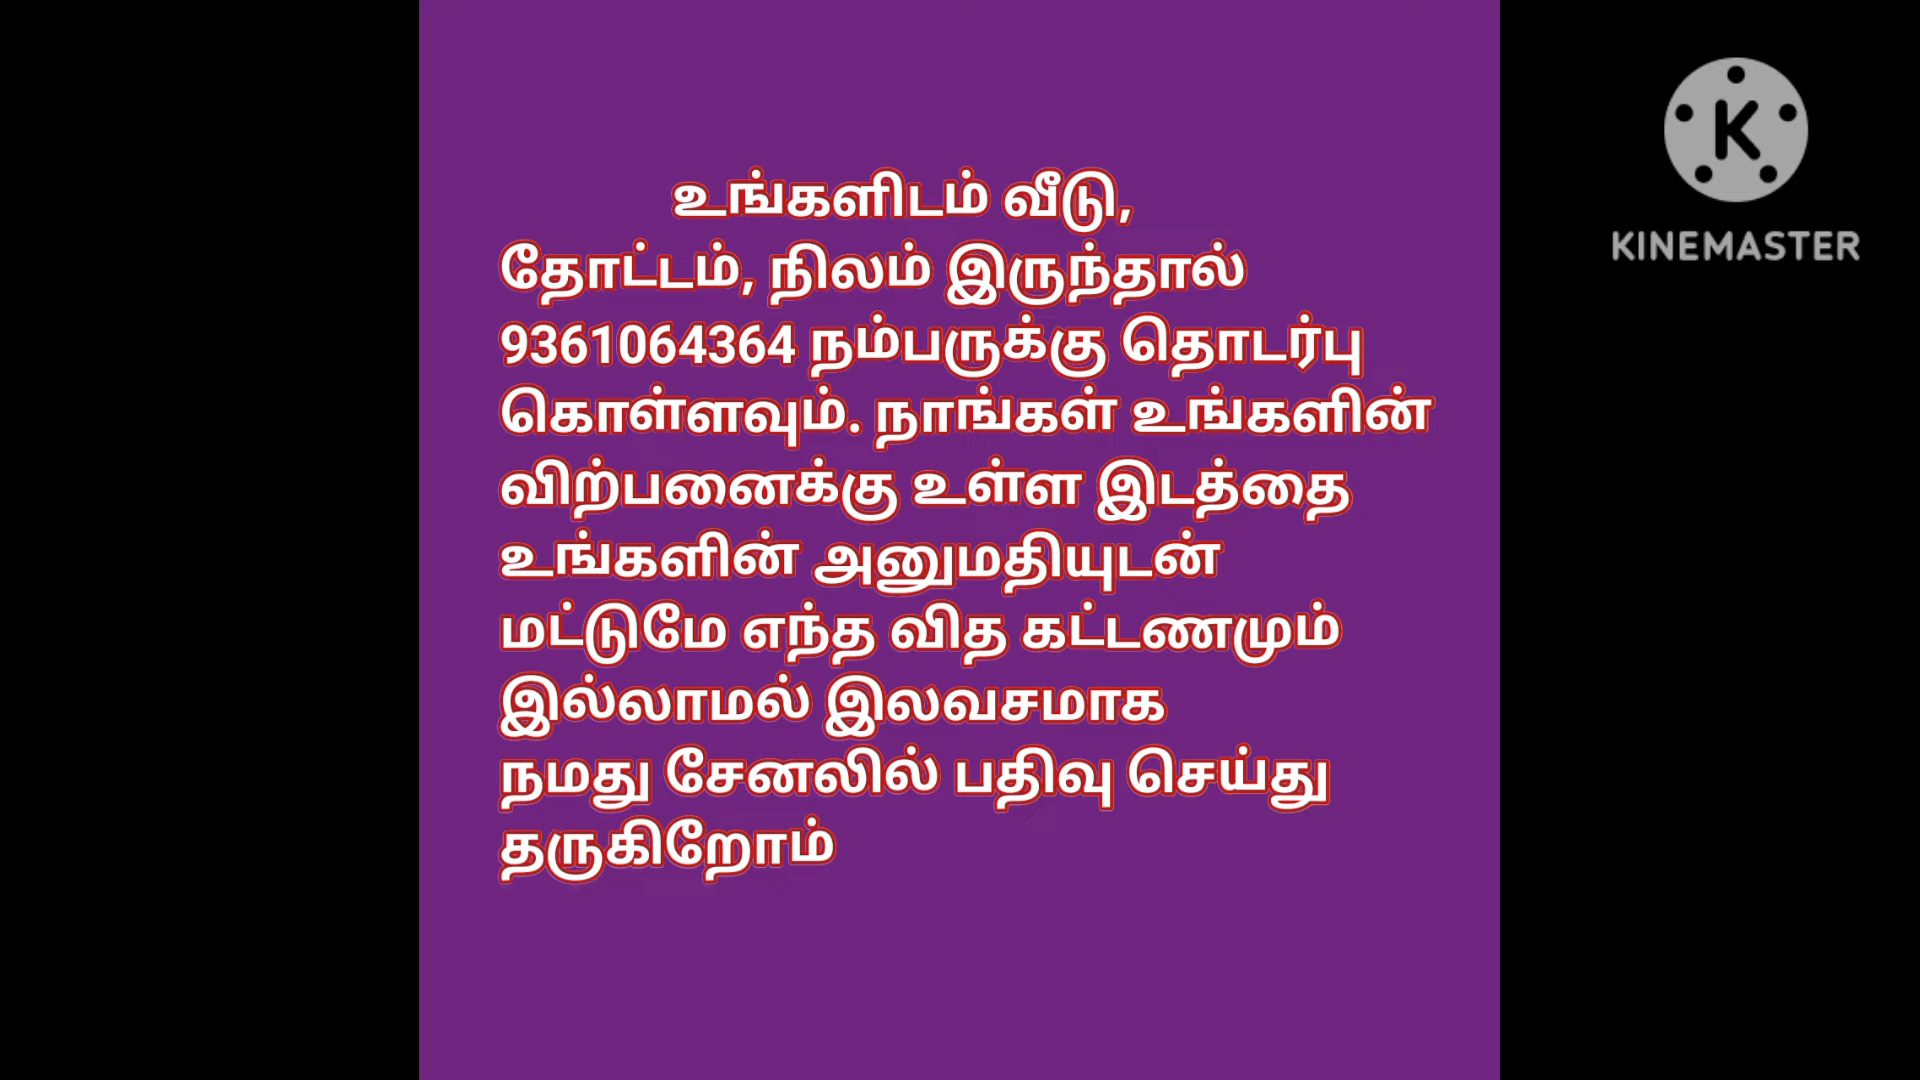 உங்களிடம் வீடு,
தோட்டம், நிலம் இருந்தால்
9361064364 நம்பருக்கு தொடர்பு
கொள்ளவும். நாங்கள் உங்களின்
விற்பனைக்கு உள்ள இடத்தை
உங்களின் அனுமதியுடன்
மட்டுமே எந்த வித கட்டணமும்
இல்லாமல் இலவசமாக
நமது சேனலில் பதிவு செய்து
தருகிறோம்
K
KINEMASTER